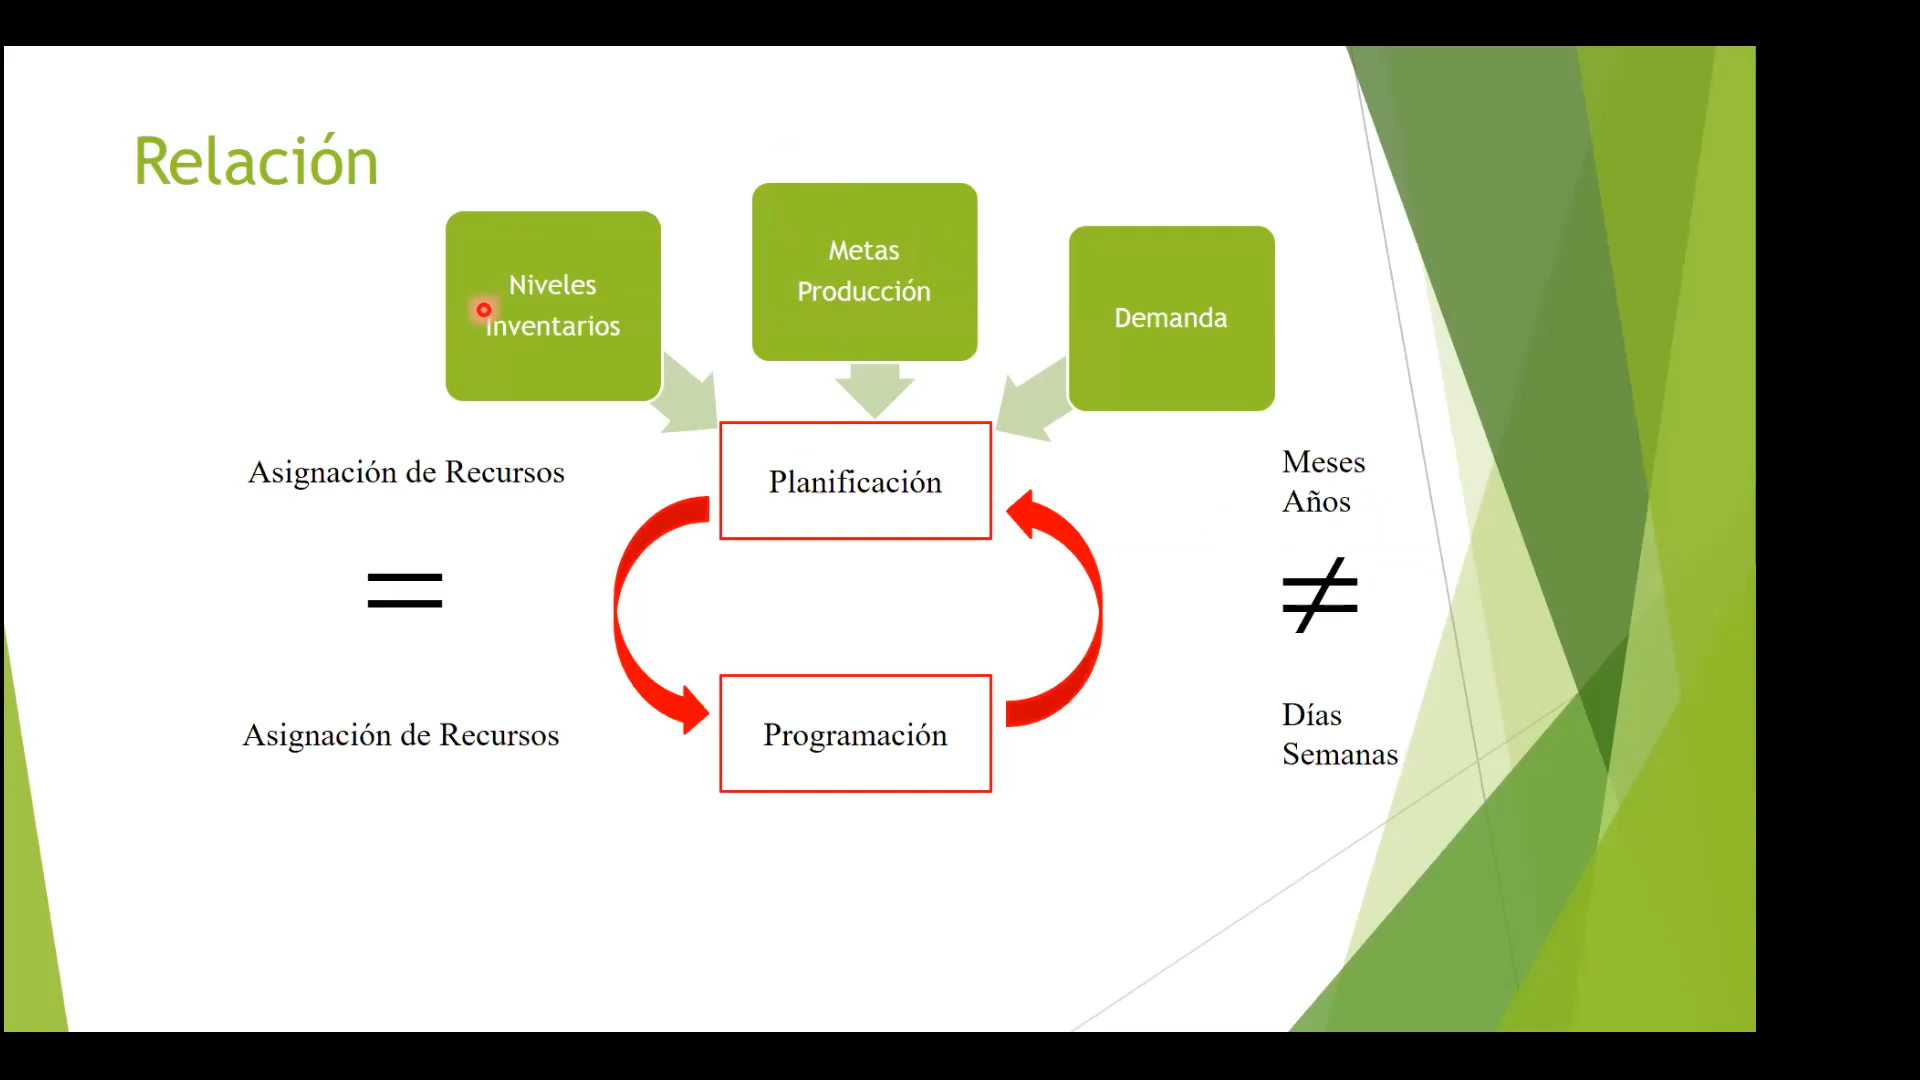 Relación
Niveles
Inventarios
Metas
Producción
Demanda
Asignación de Recursos
Planificación
Meses
Años
=
≠
Asignación de Recursos
Programación
Días
Semanas